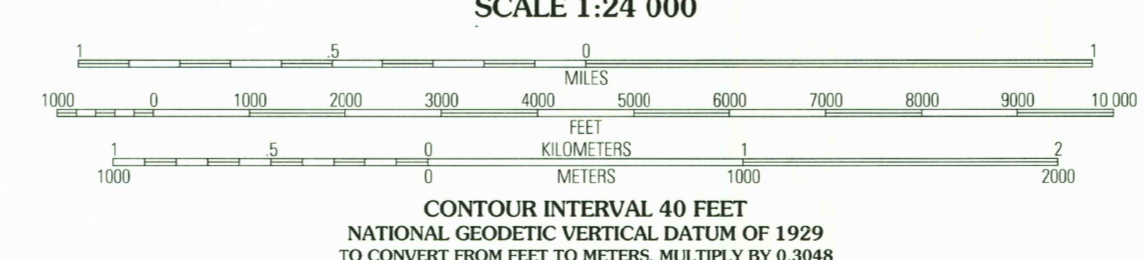 SCALE 1:24 000
1 .5 0 1
MILES
1000 0 1000 2000 3000 4000 5000 6000 7000 8000 9000 10 000
FEET
1 .5 0 KILOMETERS 1 2
1000 0 METERS 1000 2000
CONTOUR INTERVAL 40 FEET
NATIONAL GEODETIC VERTICAL DATUM OF 1929
TO CONVERT FROM FEET TO METERS, MULTIPLY BY 0.3048